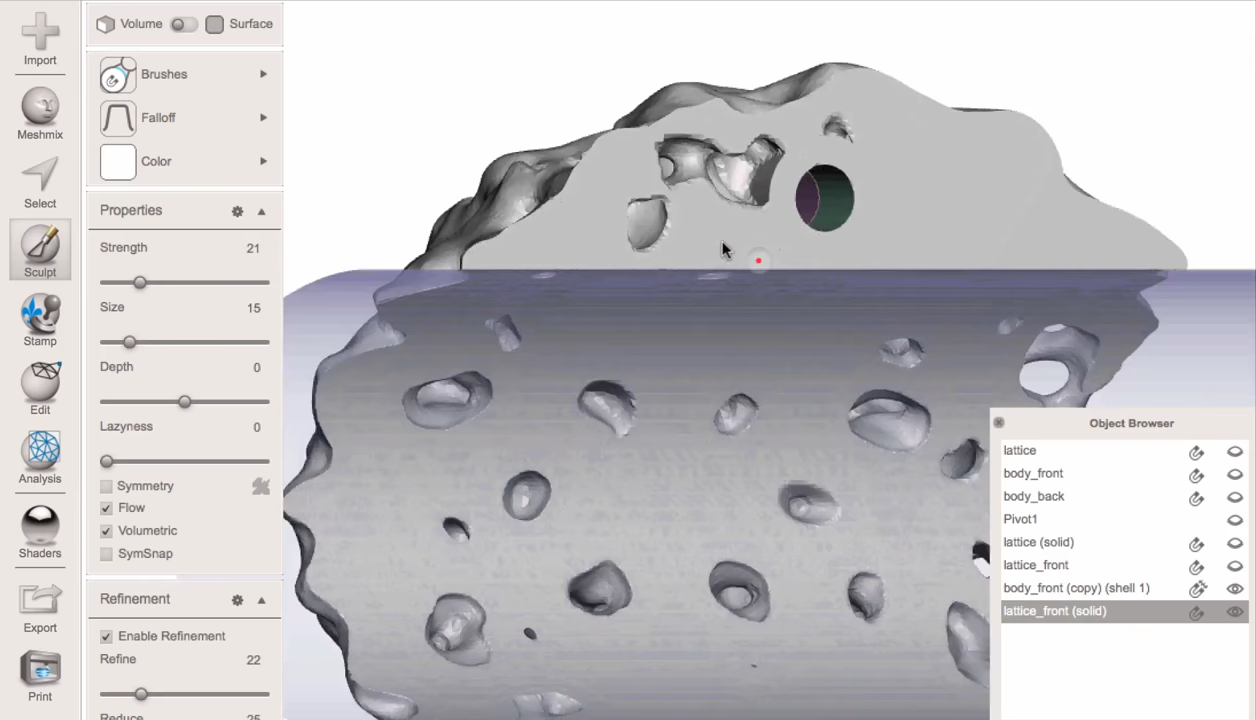 Import
Meshmix
Select
Sculpt
Stamp
Edit
Analysis
Shaders
Export
Print
Volume Surface
Brushes
Falloff
Color
Properties
Strength 21
Size 15
Depth 0
Lazyness 0
Symmetry
Flow
Volumetric
SymSnap
Refinement
Enable Refinement
Refine 22
Reduce 25
Object Browser
lattice
body_front
body_back
Pivot1
lattice (solid)
lattice_front
body_front (copy) (shell 1)
lattice_front (solid)